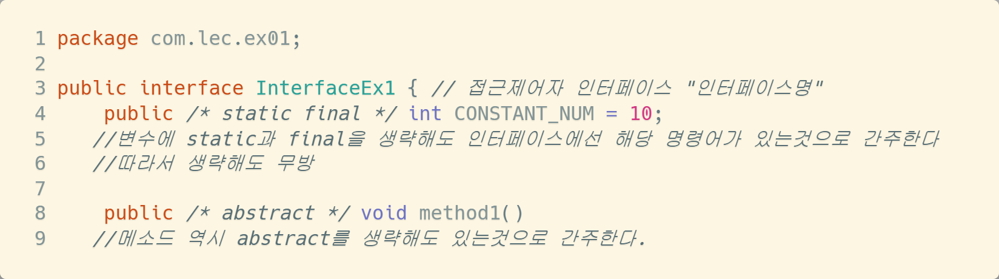 1 package com.lec.ex01;
2
3 public interface InterfaceEx1 { // 접근제어자 인터페이스 "인터페이스명"
4     public /* static final */ int CONSTANT_NUM = 10;
5    //변수에 static과 final을 생략해도 인터페이스에선 해당 명령어가 있는것으로 간주한다
6    //따라서 생략해도 무방
7
8     public /* abstract */ void method1()
9    //메소드 역시 abstract를 생략해도 있는것으로 간주한다.